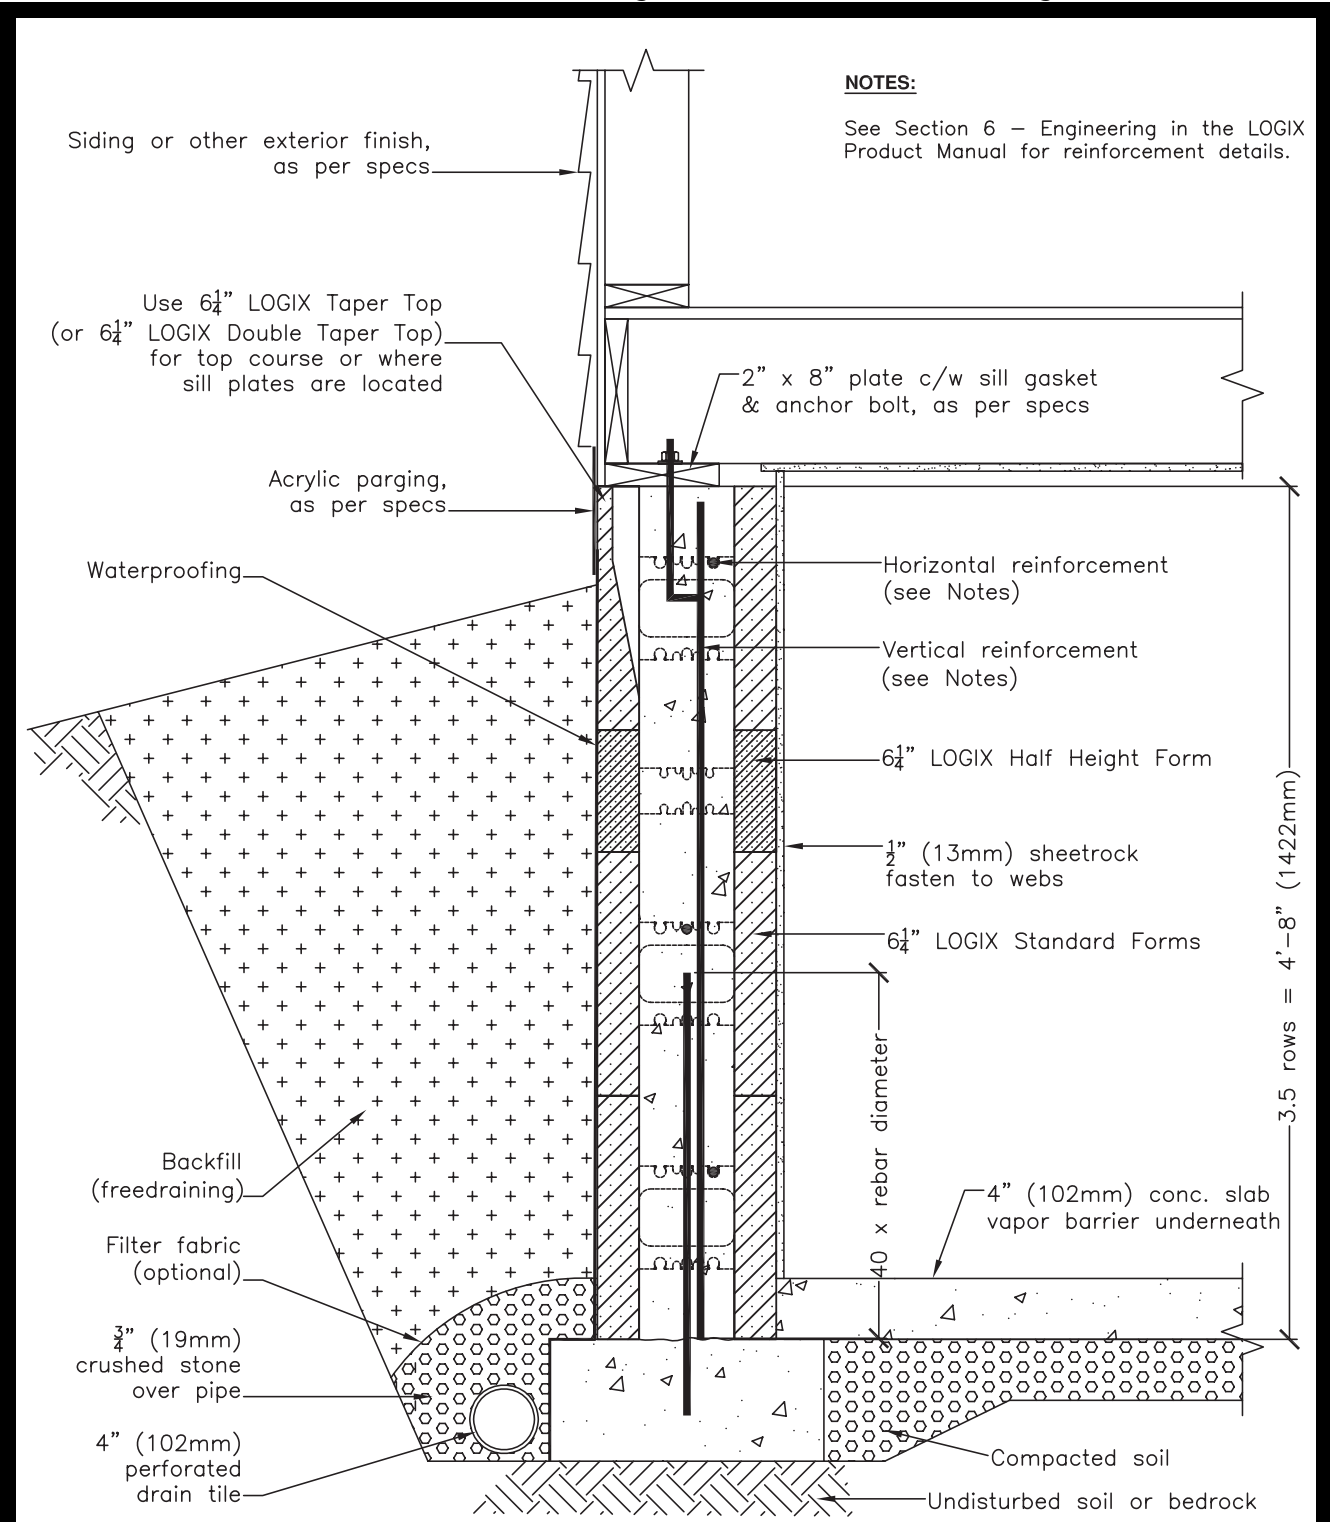 NOTES:
See Section 6 – Engineering in the LOGIX
Product Manual for reinforcement details.
Siding or other exterior finish,
as per specs
Use 6¼” LOGIX Taper Top
(or 6¼” LOGIX Double Taper Top)
for top course or where
sill plates are located
2” x 8” plate c/w sill gasket
& anchor bolt, as per specs
Acrylic parging,
as per specs
Waterproofing
Horizontal reinforcement
(see Notes)
Vertical reinforcement
(see Notes)
6¼” LOGIX Half Height Form
½” (13mm) sheetrock
fasten to webs
6¼” LOGIX Standard Forms
3.5 rows = 4’–8” (1422mm)
40 x rebar diameter
Backfill
(freedraining)
4” (102mm) conc. slab
vapor barrier underneath
Filter fabric
(optional)
¾” (19mm)
crushed stone
over pipe
4” (102mm)
perforated
drain tile
Compacted soil
Undisturbed soil or bedrock